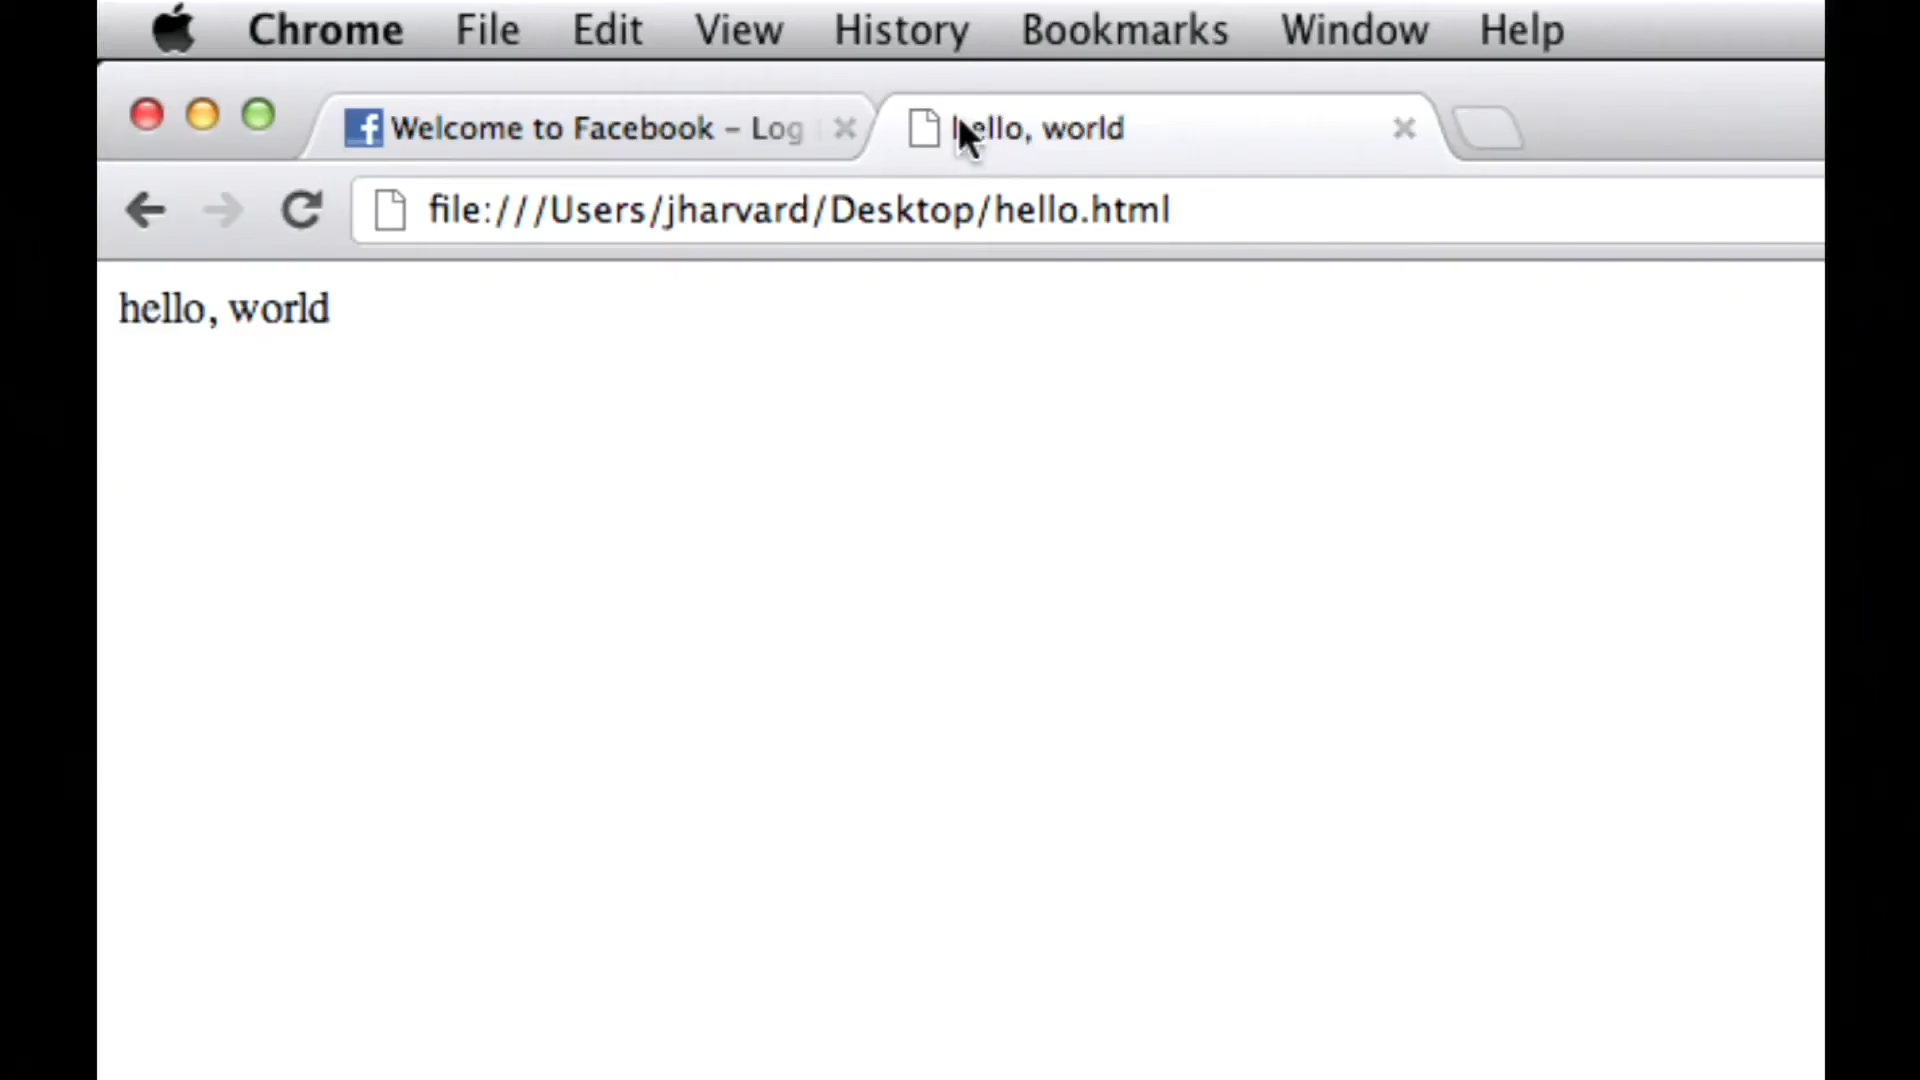 Chrome File Edit View History Bookmarks Window Help
Welcome to Facebook – Log
hello, world
file:///Users/jharvard/Desktop/hello.html
hello, world